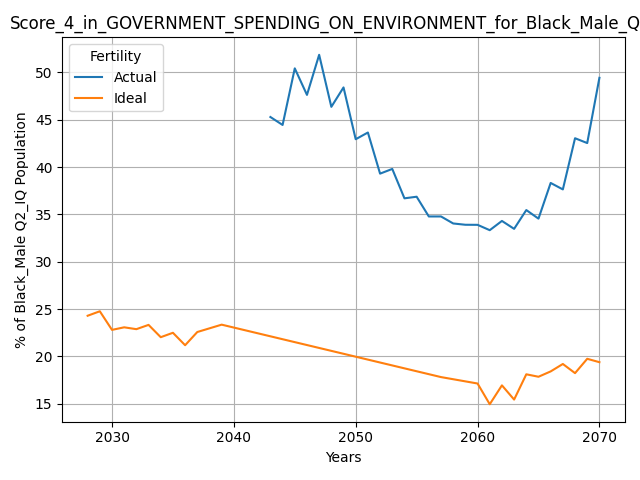 Score_4_in_GOVERNMENT_SPENDING_ON_ENVIRONMENT_for_Black_Male_Q
Fertility
Actual
Ideal
% of Black_Male Q2_IQ Population
50
45
40
35
30
25
20
15
2030 2040 2050 2060 2070
Years